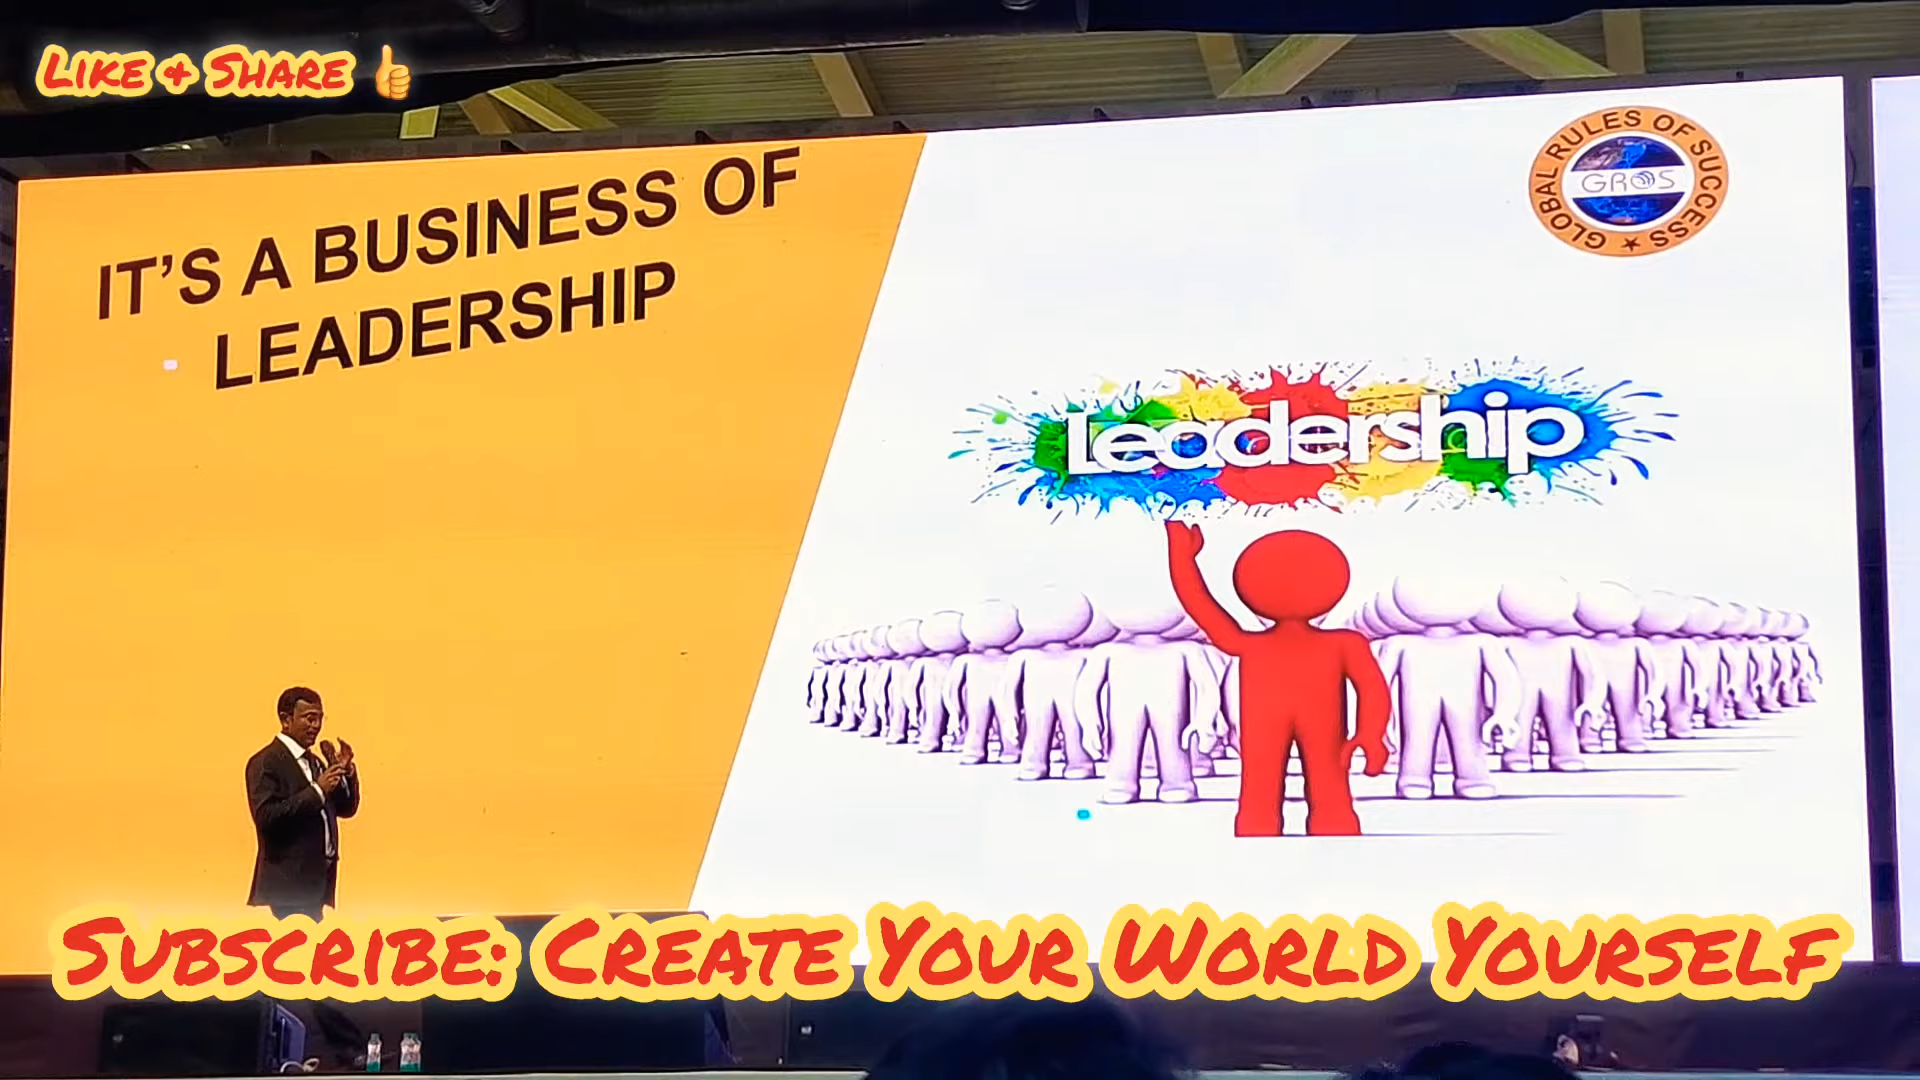 Like & Share 👍
IT'S A BUSINESS OF
LEADERSHIP
GLOBAL RULES OF SUCCESS ★
GROS
Leadership
Subscribe: Create Your World Yourself